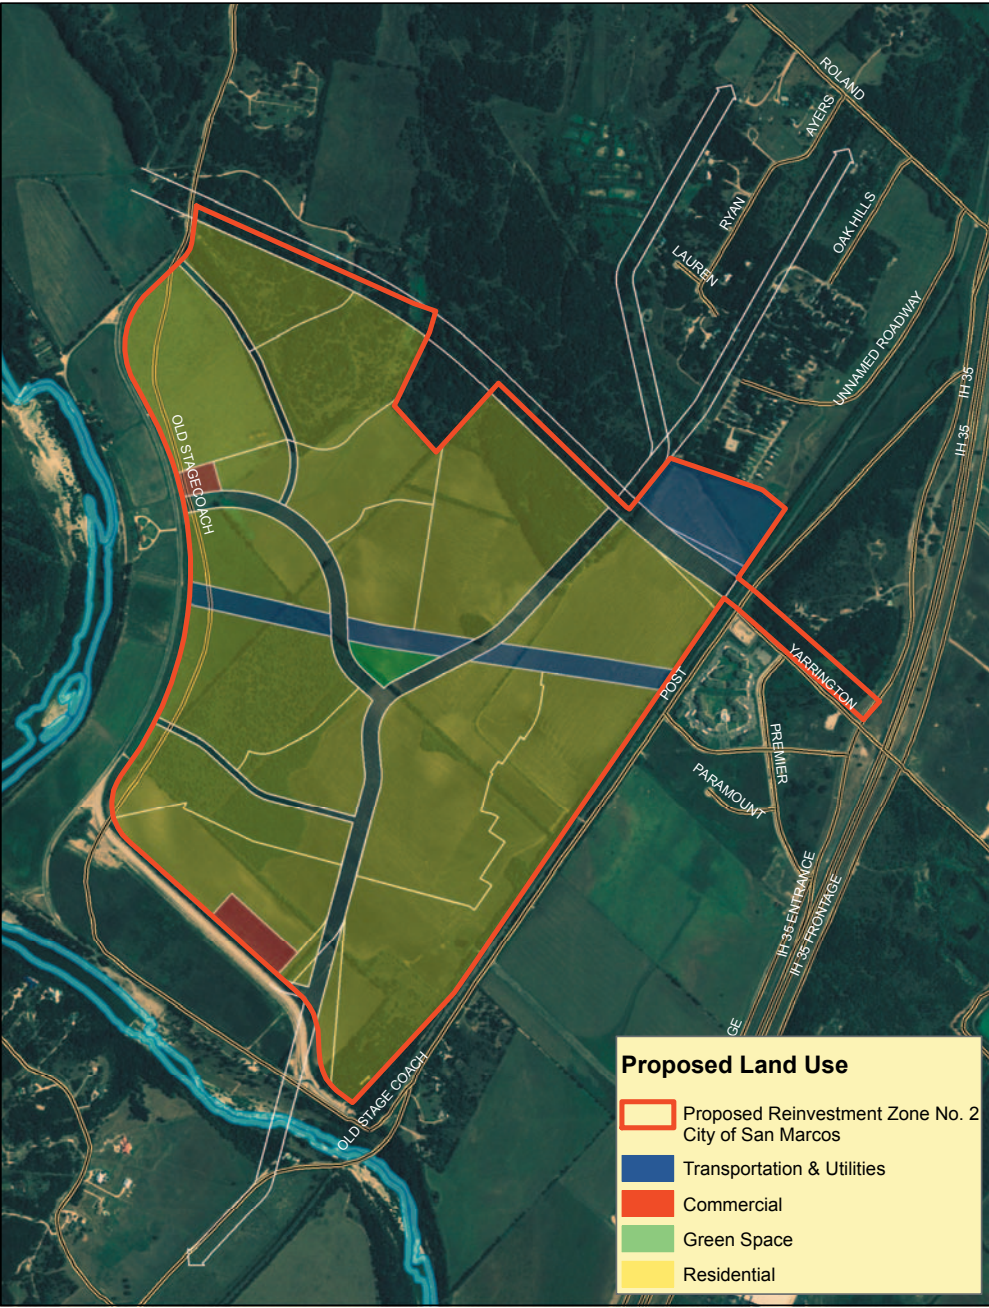 ROLAND
AYERS
RYAN
OAK HILLS
LAUREN
UNNAMED ROADWAY
IH 35
IH 35
OLD STAGECOACH
POST
YARRINGTON
PREMIER
PARAMOUNT
IH 35 ENTRANCE
IH 35 FRONTAGE
GE
OLD STAGE COACH
Proposed Land Use
Proposed Reinvestment Zone No. 2
City of San Marcos
Transportation & Utilities
Commercial
Green Space
Residential